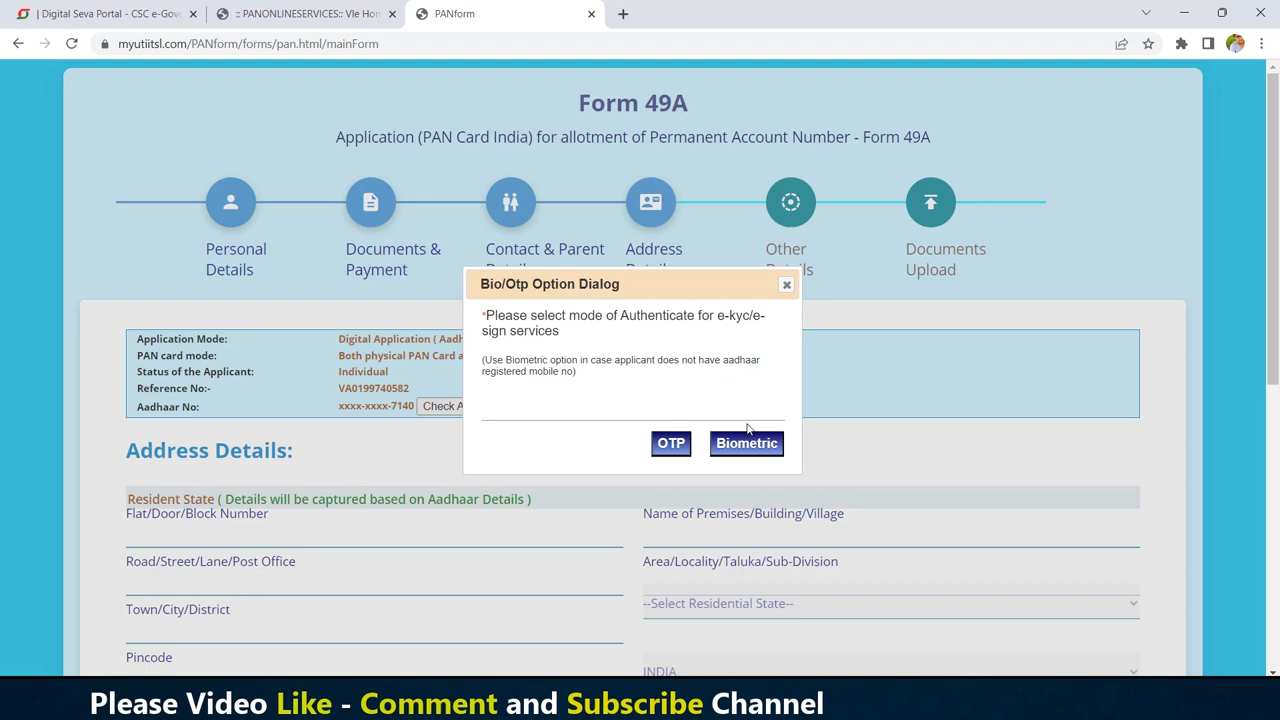 | Digital Seva Portal - CSC e-Gov
:: PANONLINESERVICES:: Vle Hom
PANform
myutiitsl.com/PANform/forms/pan.html/mainForm
Form 49A
Application (PAN Card India) for allotment of Permanent Account Number - Form 49A
Personal Details
Documents & Payment
Contact & Parent
Address
Other
Documents Upload
Bio/Otp Option Dialog
*Please select mode of Authenticate for e-kyc/e-
sign services
(Use Biometric option in case applicant does not have aadhaar
registered mobile no)
OTP Biometric
Application Mode: Digital Application ( Aadh
PAN card mode: Both physical PAN Card a
Status of the Applicant: Individual
Reference No:- VA0199740582
Aadhaar No: xxxx-xxxx-7140 Check A
Address Details:
Resident State ( Details will be captured based on Aadhaar Details )
Flat/Door/Block Number
Name of Premises/Building/Village
Road/Street/Lane/Post Office
Area/Locality/Taluka/Sub-Division
Town/City/District
--Select Residential State--
Pincode
INDIA
Please Video Like - Comment and Subscribe Channel